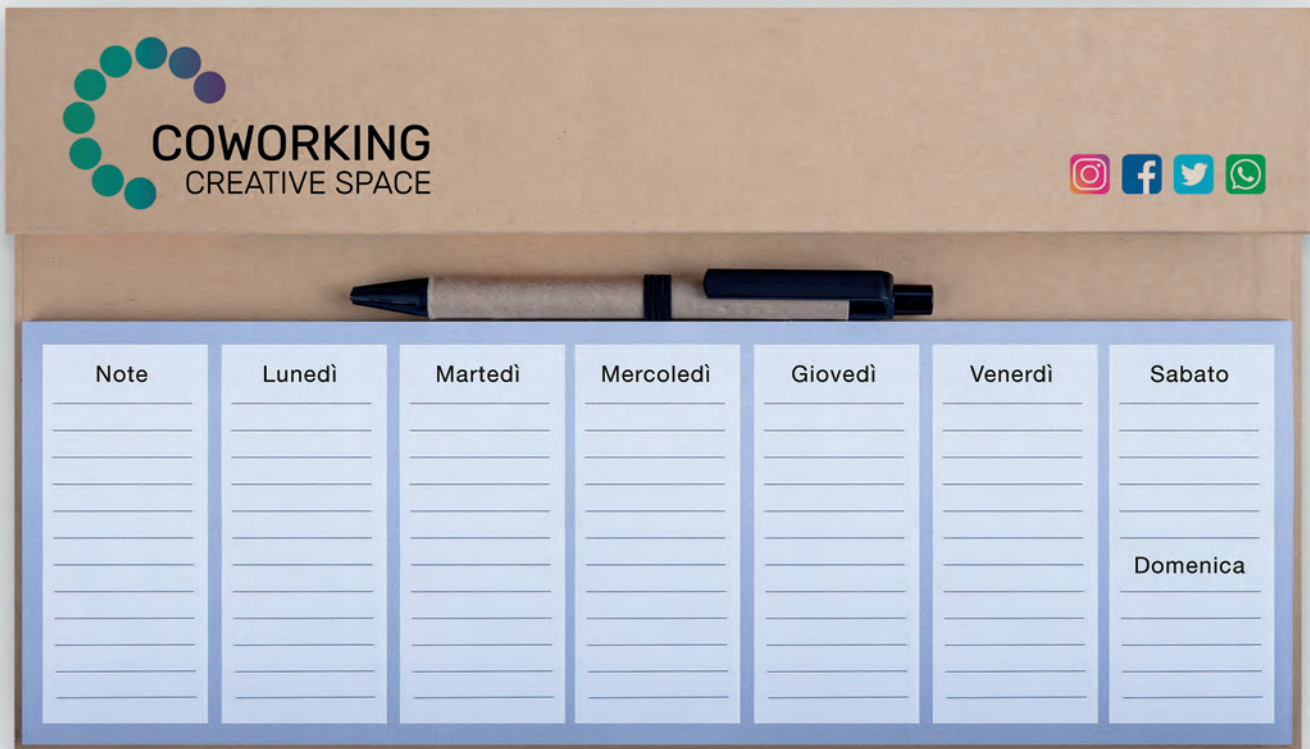 COWORKING
CREATIVE SPACE
Note
Lunedì
Martedì
Mercoledì
Giovedì
Venerdì
Sabato
Domenica